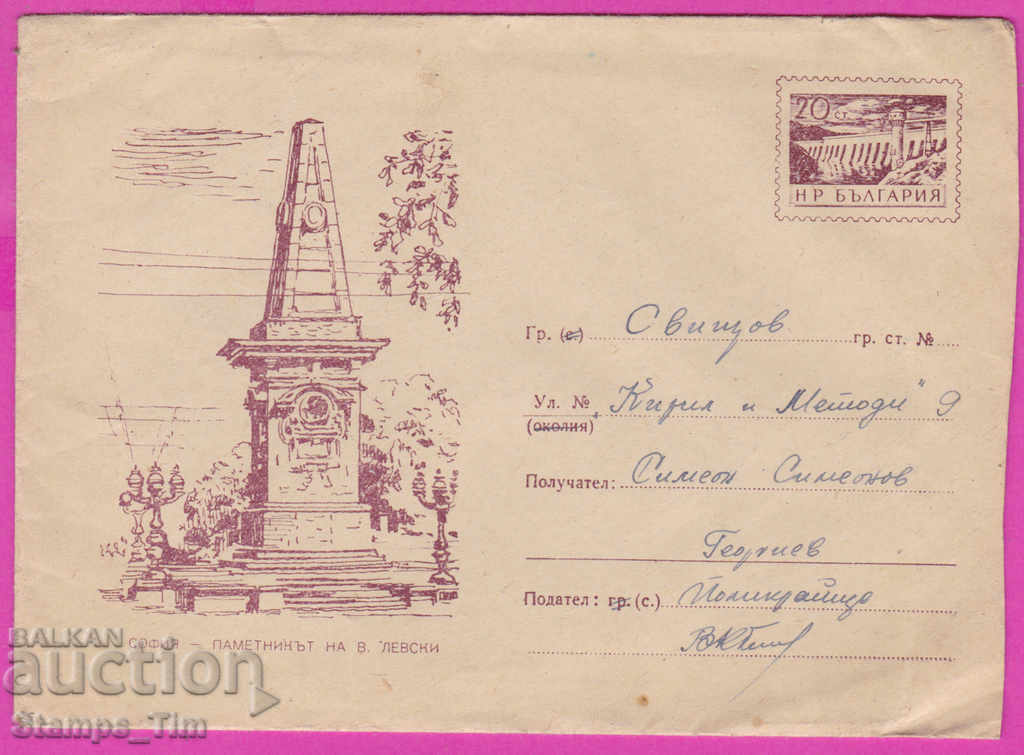 20 СТ.
НР БЪЛГАРИЯ
Гр. (с.) Свищов гр. ст. №
Ул. № "Кирил и Методи" 9
(околия)
Получател: Симеон Симеонов
Георгиев
Подател: гр. (с.) Поликраище
СОФИЯ — ПАМЕТНИКЪТ НА В. ЛЕВСКИ
BALKAN
auction
Stamps_Tim